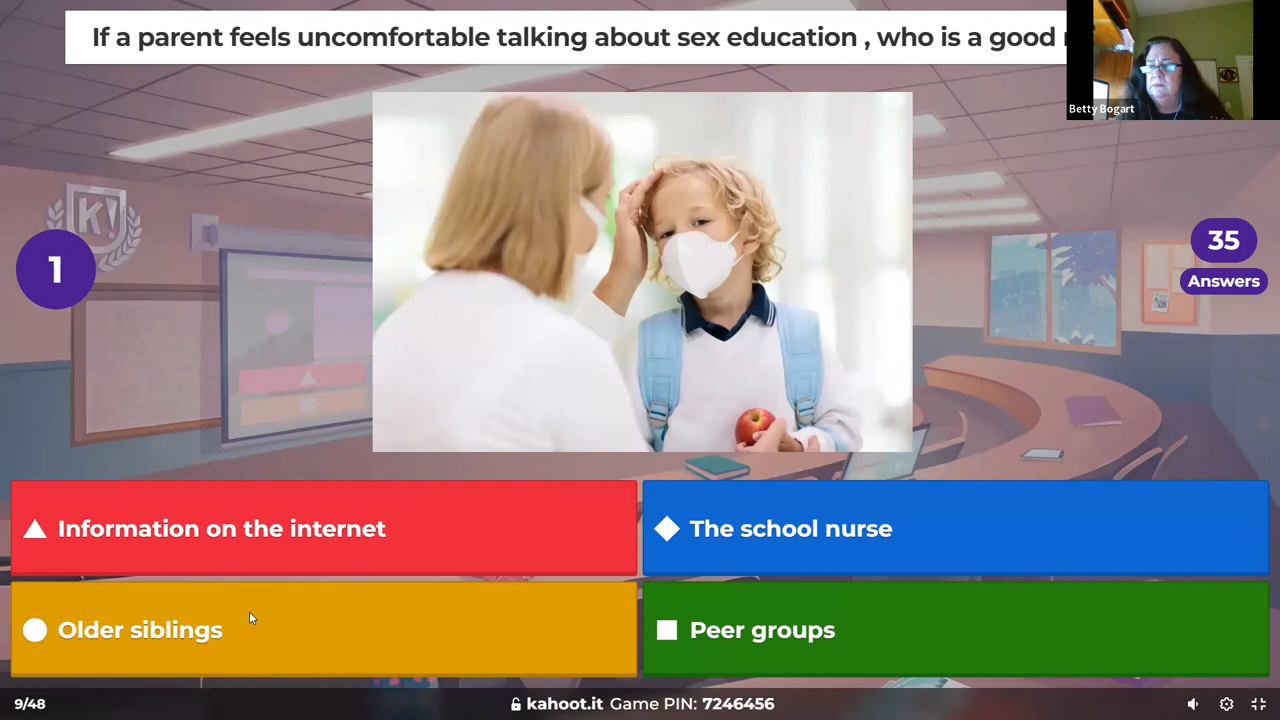 If a parent feels uncomfortable talking about sex education , who is a good
Betty Bogart
K!
1
35
Answers
Information on the internet
The school nurse
Older siblings
Peer groups
9/48
kahoot.it Game PIN: 7246456